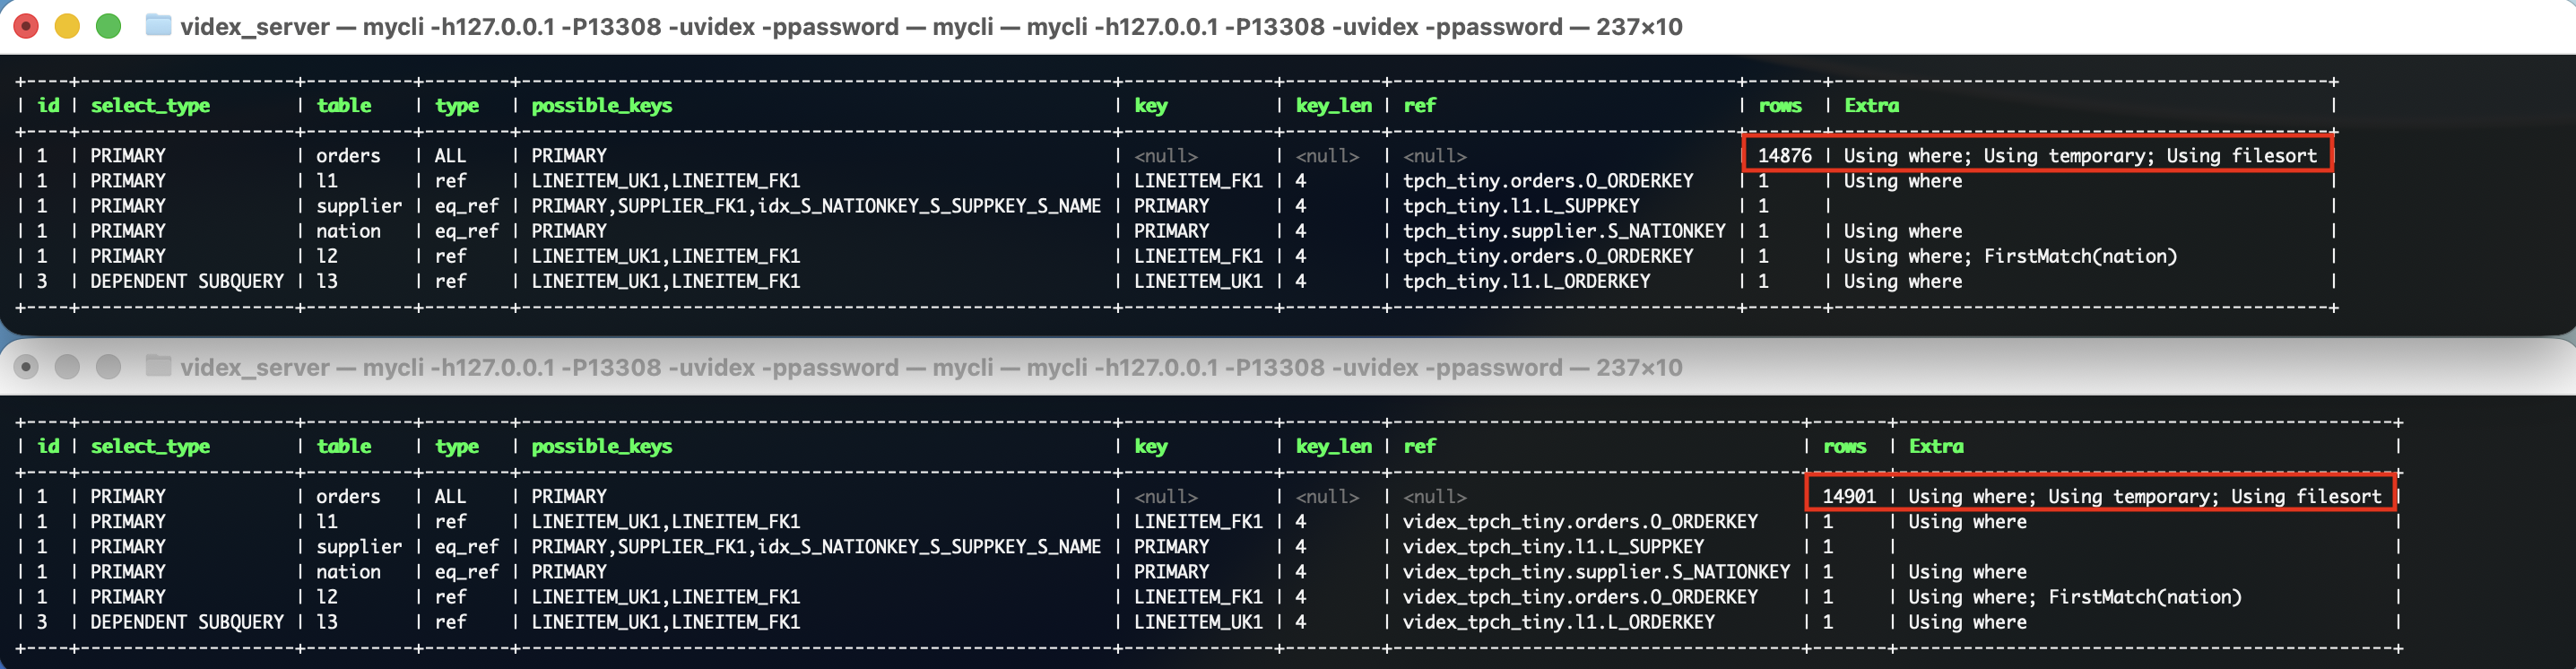 videx_server — mycli -h127.0.0.1 -P13308 -uvidex -ppassword — mycli — mycli -h127.0.0.1 -P13308 -uvidex -ppassword — 237×10
| id | select_type | table | type | possible_keys | key | key_len | ref | rows | Extra |
| 1 | PRIMARY | orders | ALL | PRIMARY | <null> | <null> | <null> | 14876 | Using where; Using temporary; Using filesort |
| 1 | PRIMARY | l1 | ref | LINEITEM_UK1,LINEITEM_FK1 | LINEITEM_FK1 | 4 | tpch_tiny.orders.O_ORDERKEY | 1 | Using where |
| 1 | PRIMARY | supplier | eq_ref | PRIMARY,SUPPLIER_FK1,idx_S_NATIONKEY_S_SUPPKEY_S_NAME | PRIMARY | 4 | tpch_tiny.l1.L_SUPPKEY | 1 | |
| 1 | PRIMARY | nation | eq_ref | PRIMARY | PRIMARY | 4 | tpch_tiny.supplier.S_NATIONKEY | 1 | Using where |
| 1 | PRIMARY | l2 | ref | LINEITEM_UK1,LINEITEM_FK1 | LINEITEM_FK1 | 4 | tpch_tiny.orders.O_ORDERKEY | 1 | Using where; FirstMatch(nation) |
| 3 | DEPENDENT SUBQUERY | l3 | ref | LINEITEM_UK1,LINEITEM_FK1 | LINEITEM_UK1 | 4 | tpch_tiny.l1.L_ORDERKEY | 1 | Using where |
videx_server — mycli -h127.0.0.1 -P13308 -uvidex -ppassword — mycli — mycli -h127.0.0.1 -P13308 -uvidex -ppassword — 237×10
| id | select_type | table | type | possible_keys | key | key_len | ref | rows | Extra |
| 1 | PRIMARY | orders | ALL | PRIMARY | <null> | <null> | <null> | 14901 | Using where; Using temporary; Using filesort |
| 1 | PRIMARY | l1 | ref | LINEITEM_UK1,LINEITEM_FK1 | LINEITEM_FK1 | 4 | videx_tpch_tiny.orders.O_ORDERKEY | 1 | Using where |
| 1 | PRIMARY | supplier | eq_ref | PRIMARY,SUPPLIER_FK1,idx_S_NATIONKEY_S_SUPPKEY_S_NAME | PRIMARY | 4 | videx_tpch_tiny.l1.L_SUPPKEY | 1 | |
| 1 | PRIMARY | nation | eq_ref | PRIMARY | PRIMARY | 4 | videx_tpch_tiny.supplier.S_NATIONKEY | 1 | Using where |
| 1 | PRIMARY | l2 | ref | LINEITEM_UK1,LINEITEM_FK1 | LINEITEM_FK1 | 4 | videx_tpch_tiny.orders.O_ORDERKEY | 1 | Using where; FirstMatch(nation) |
| 3 | DEPENDENT SUBQUERY | l3 | ref | LINEITEM_UK1,LINEITEM_FK1 | LINEITEM_UK1 | 4 | videx_tpch_tiny.l1.L_ORDERKEY | 1 | Using where |